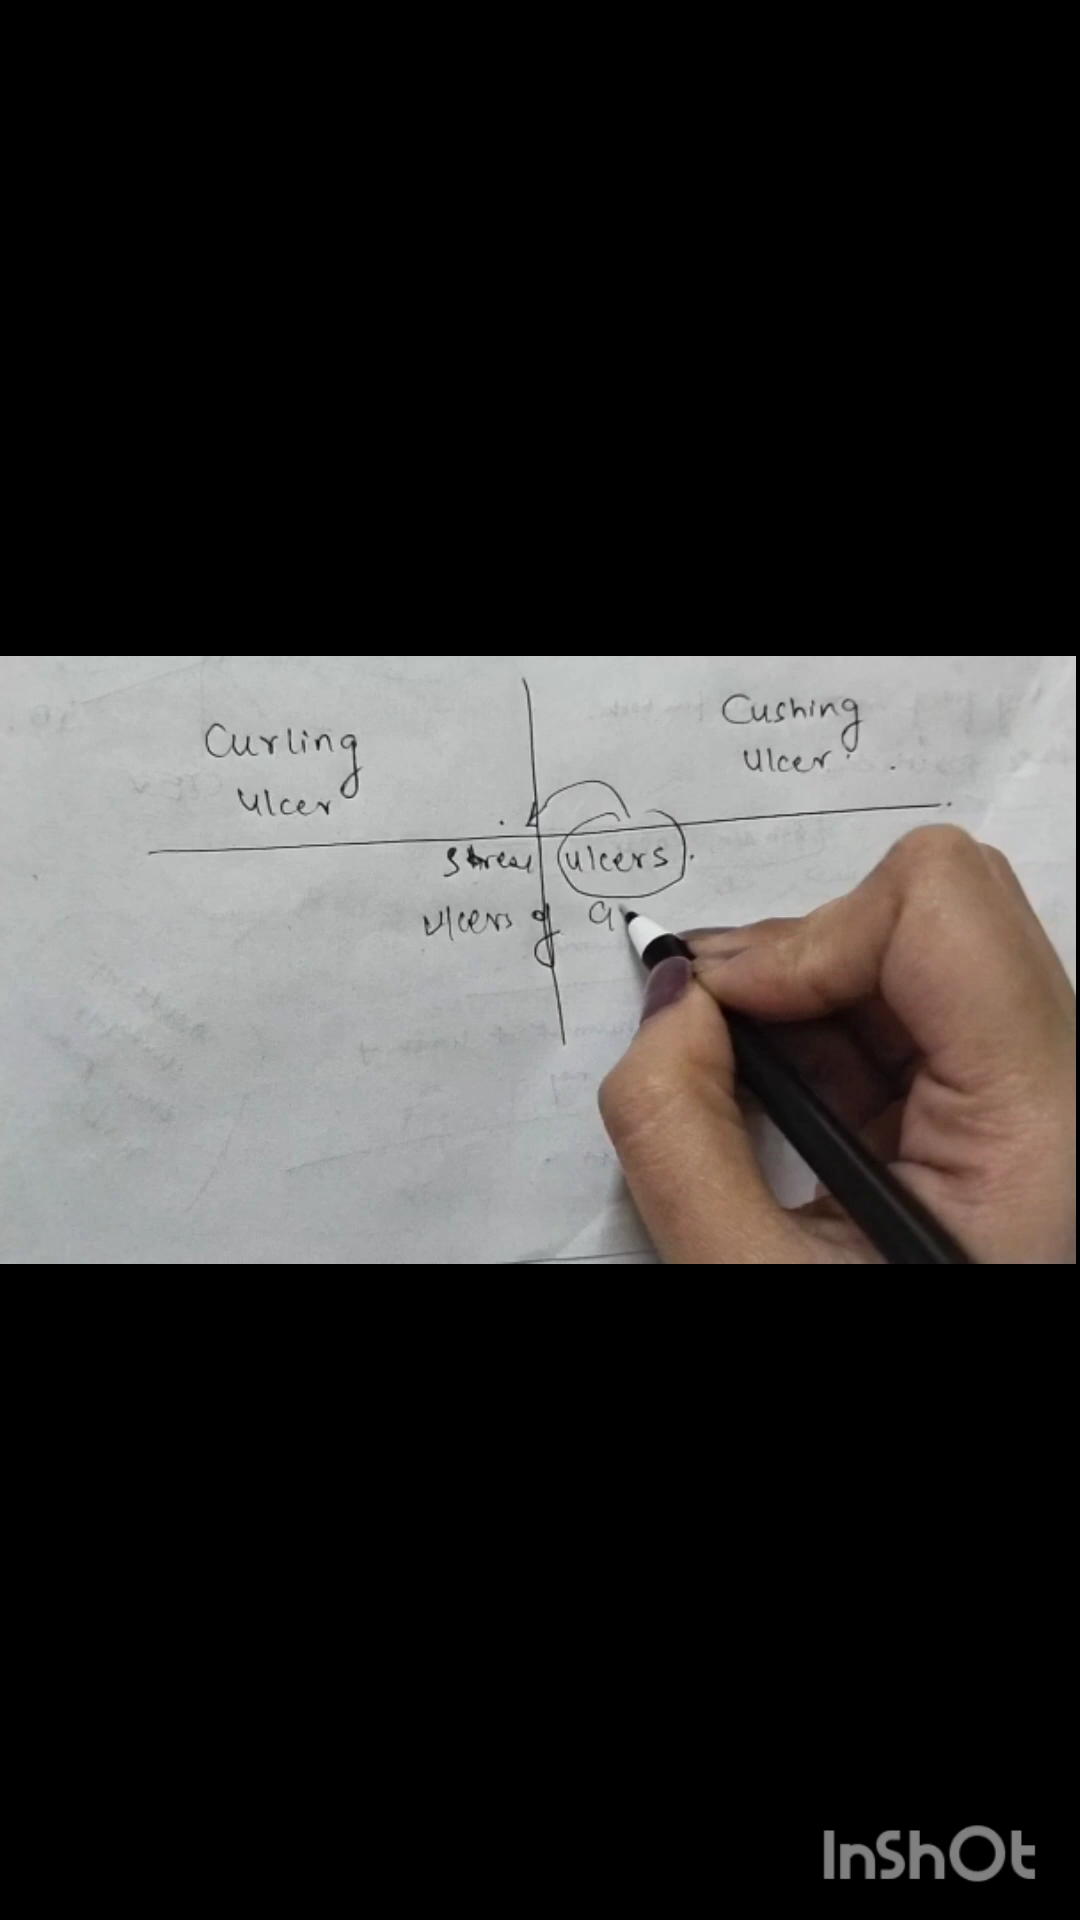 Curling
ulcer
Cushing
ulcer
Stress ulcers.
ulcers of
InShOt